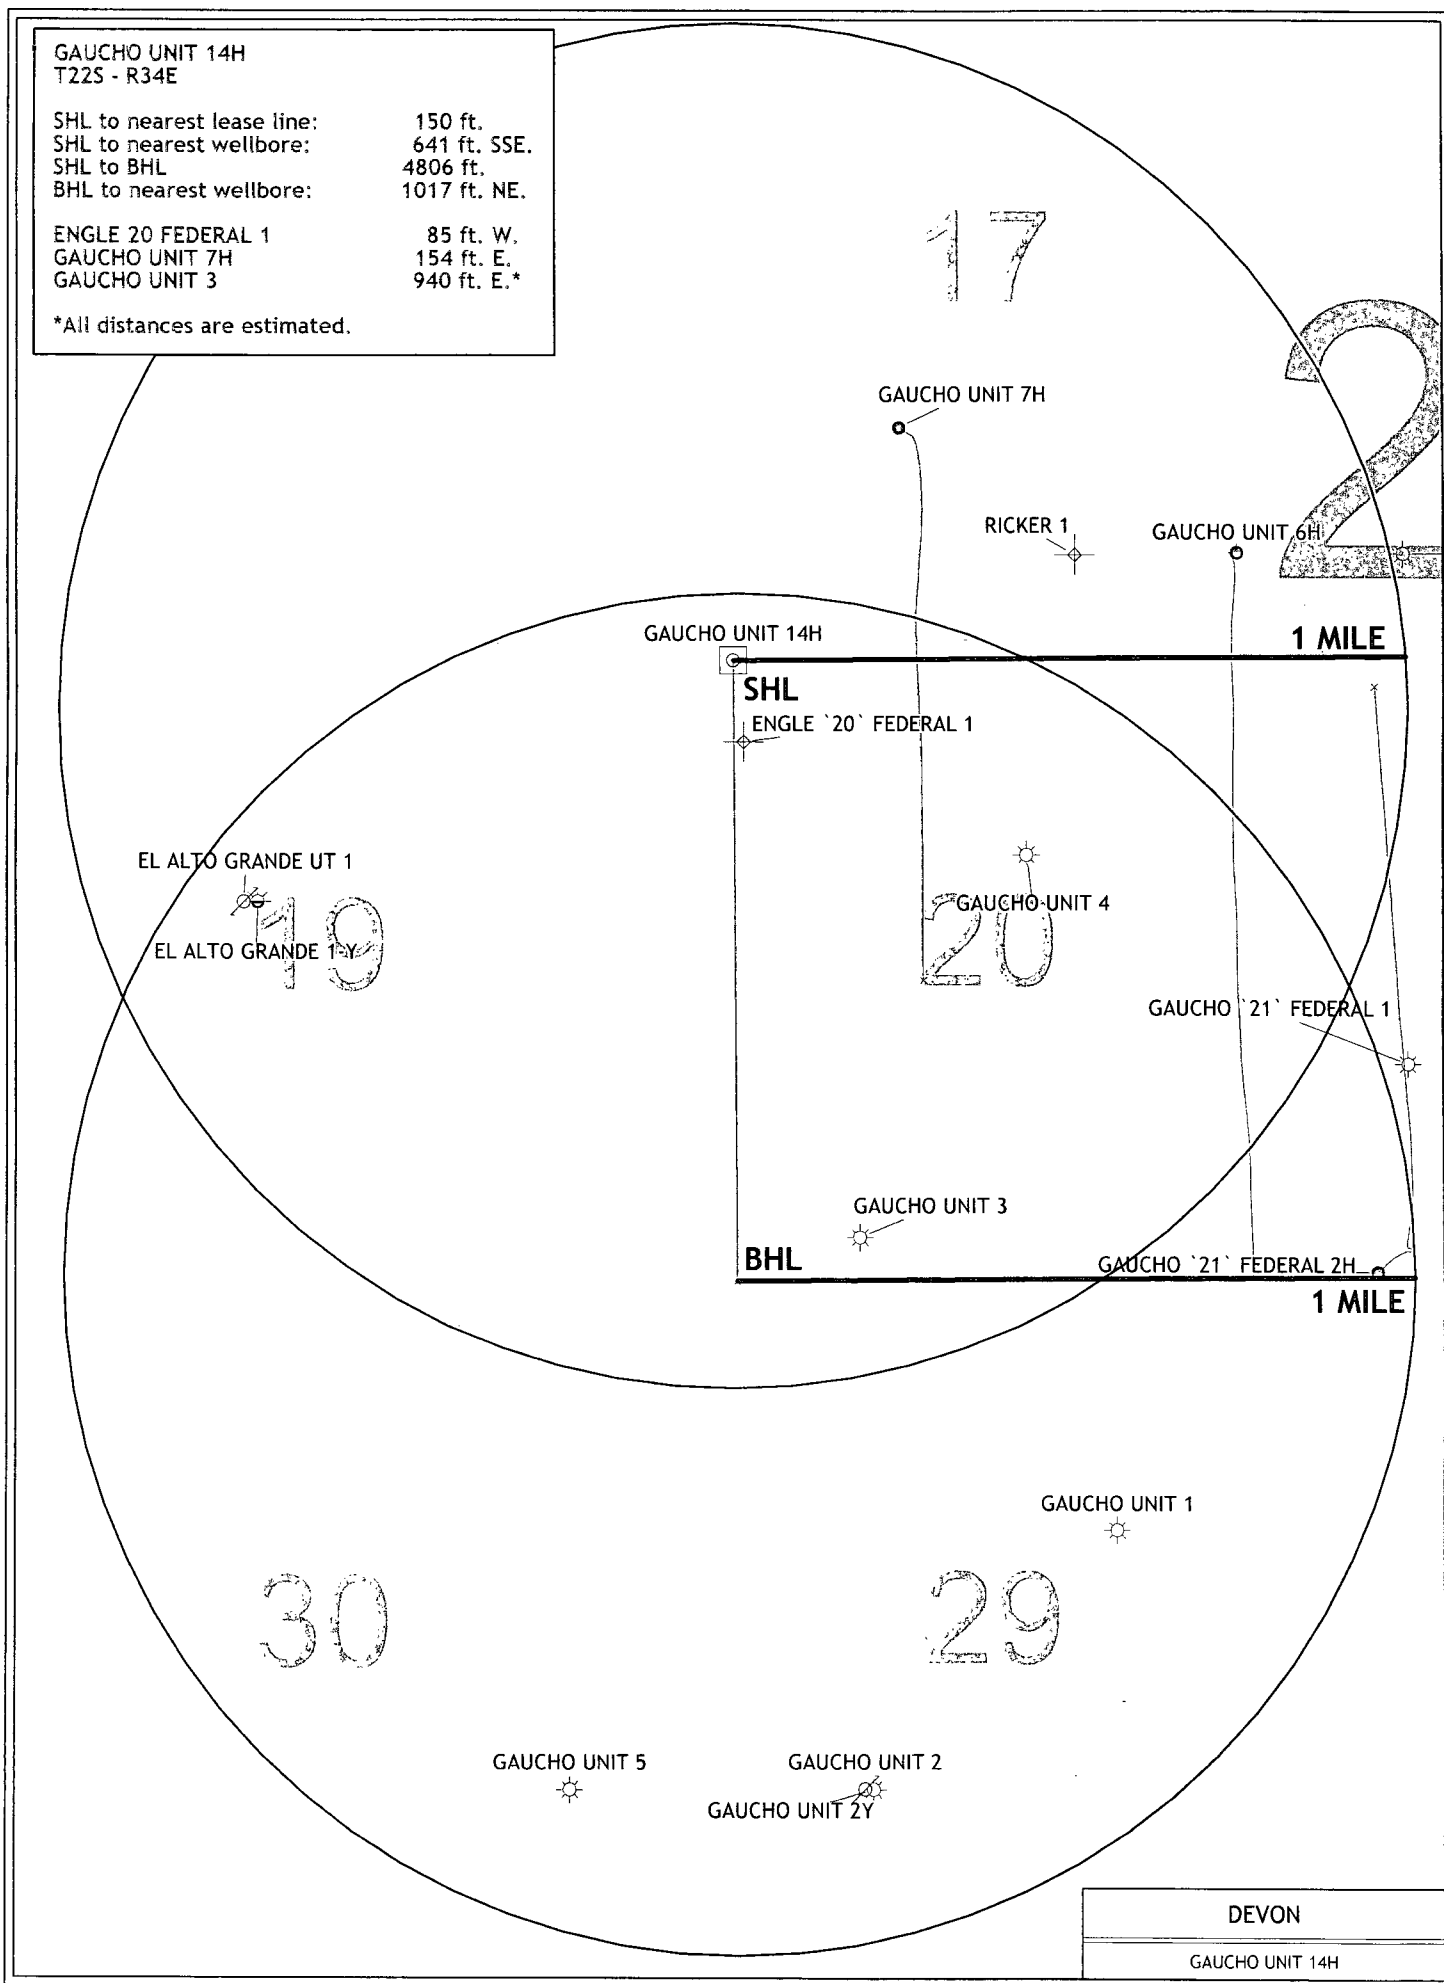 GAUCHO UNIT 14H
T22S - R34E
SHL to nearest lease line: 150 ft.
SHL to nearest wellbore: 641 ft. SSE.
SHL to BHL 4806 ft.
BHL to nearest wellbore: 1017 ft. NE.
ENGLE 20 FEDERAL 1 85 ft. W.
GAUCHO UNIT 7H 154 ft. E.
GAUCHO UNIT 3 940 ft. E.*
*All distances are estimated.
17
2
GAUCHO UNIT 7H
RICKER 1
GAUCHO UNIT 6H
GAUCHO UNIT 14H
1 MILE
SHL
ENGLE `20` FEDERAL 1
EL ALTO GRANDE UT 1
19
EL ALTO GRANDE 1-Y
GAUCHO UNIT 4
20
GAUCHO `21` FEDERAL 1
GAUCHO UNIT 3
BHL
GAUCHO `21` FEDERAL 2H
1 MILE
GAUCHO UNIT 1
30
29
GAUCHO UNIT 5
GAUCHO UNIT 2
GAUCHO UNIT 2Y
DEVON
GAUCHO UNIT 14H